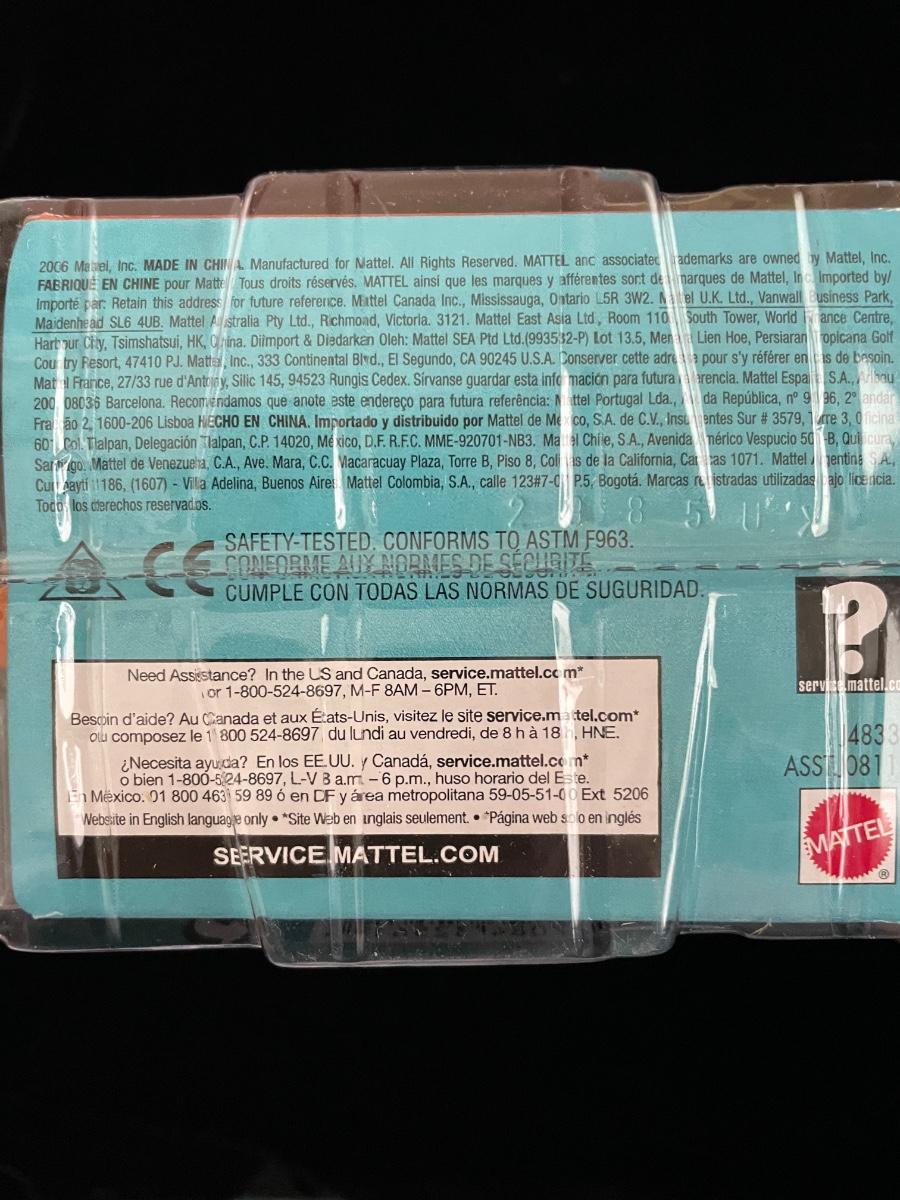 2006 Mattel, Inc. MADE IN CHINA. Manufactured for Mattel. All Rights Reserved. MATTEL and associated trademarks are owned by Mattel, Inc.
FABRIQUÉ EN CHINE pour Mattel. Tous droits réservés. MATTEL ainsi que les marques y afférentes sont des marques de Mattel, Inc. Imported by/
Importé par: Retain this address for future reference. Mattel Canada Inc., Mississauga, Ontario L5R 3W2. Mattel U.K. Ltd., Vanwall Business Park,
Maidenhead SL6 4UB. Mattel Australia Pty Ltd., Richmond, Victoria. 3121. Mattel East Asia Ltd., Room 1106, South Tower, World Finance Centre,
Harbour City, Tsimshatsui, HK, China. Diimport & Diedarkan Oleh: Mattel SEA Ptd Ltd.(993532-P) Lot 13.5, Menara Lien Hoe, Persiaran Tropicana Golf
Country Resort, 47410 PJ. Mattel, Inc., 333 Continental Blvd., El Segundo, CA 90245 U.S.A. Conserver cette adresse pour s'y référer en cas de besoin.
Mattel France, 27/33 rue d'Antony, Silic 145, 94523 Rungis Cedex. Sírvanse guardar esta información para futura referencia. Mattel España, S.A., Aribau
200. 08036 Barcelona. Recomendamos que anote este endereço para futura referência: Mattel Portugal Lda., Av. da República, nº 90/96, 2º andar
Fração 2, 1600-206 Lisboa HECHO EN CHINA. Importado y distribuido por Mattel de México, S.A. de C.V., Insurgentes Sur # 3579, Torre 3, Oficina
601, Col. Tlalpan, Delegación Tlalpan, C.P. 14020, México, D.F. R.F.C. MME-920701-NB3. Mattel Chile, S.A., Avenida Américo Vespucio 501-B, Quilicura,
Santiago. Mattel de Venezuela, C.A., Ave. Mara, C.C. Macaracuay Plaza, Torre B, Piso 8, Colinas de la California, Caracas 1071. Mattel Argentina S.A.,
Curupaytí 1186, (1607) - Villa Adelina, Buenos Aires. Mattel Colombia, S.A., calle 123#7-07 P.5, Bogotá. Marcas registradas utilizadas bajo licencia.
Todos los derechos reservados.
CE
SAFETY-TESTED. CONFORMS TO ASTM F963.
CONFORME AUX NORMES DE SÉCURITÉ.
CUMPLE CON TODAS LAS NORMAS DE SUGURIDAD.
?
service.mattel.co
Need Assistance? In the US and Canada, service.mattel.com*
or 1-800-524-8697, M-F 8AM – 6PM, ET.
Besoin d'aide? Au Canada et aux États-Unis, visitez le site service.mattel.com*
ou composez le 1 800 524-8697, du lundi au vendredi, de 8 h à 18 h, HNE.
¿Necesita ayuda? En los EE.UU. y Canadá, service.mattel.com*
o bien 1-800-524-8697, L-V 8 a.m. – 6 p.m., huso horario del Este.
En México: 01 800 463 59 89 ó en DF y área metropolitana 59-05-51-00 Ext. 5206
*Website in English language only • *Site Web en anglais seulement. • *Página web sólo en inglés
SERVICE.MATTEL.COM
J4833
ASST. J0811
MATTEL
®